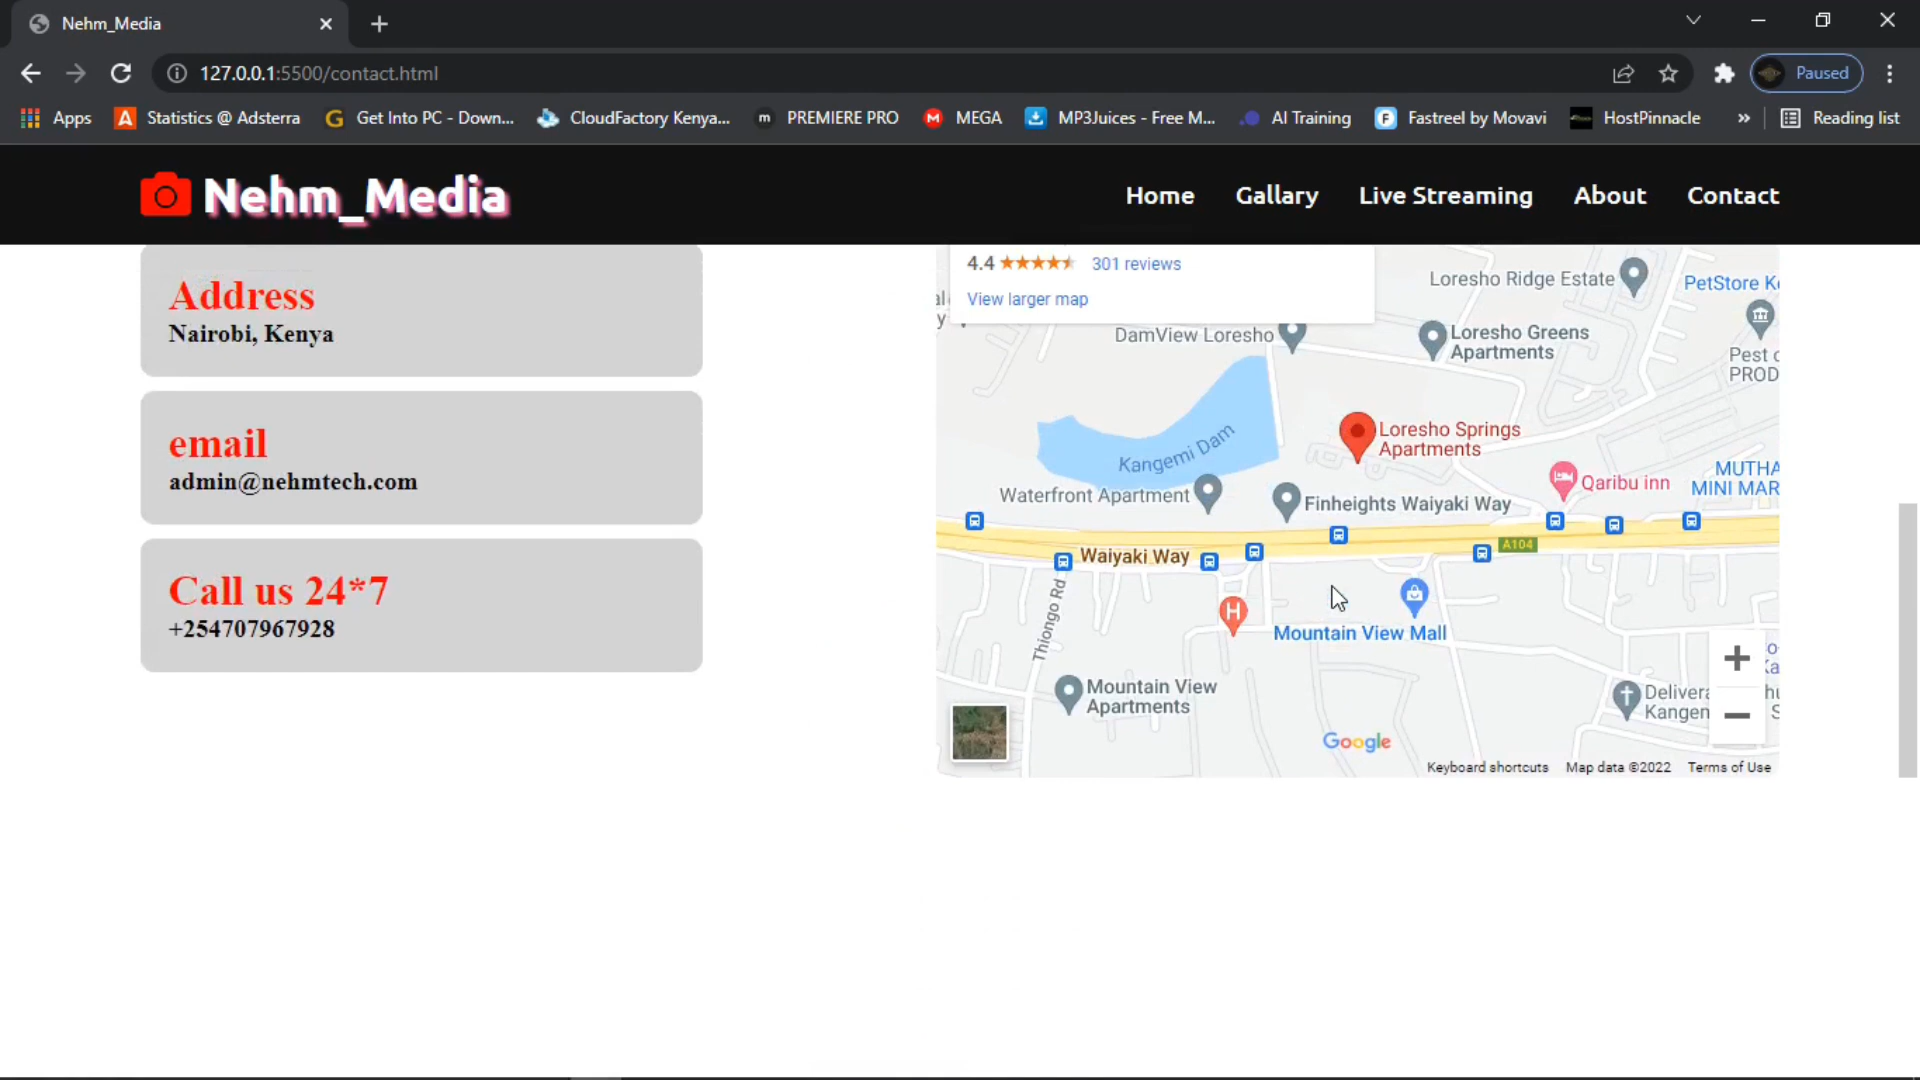 Nehm_Media
127.0.0.1:5500/contact.html
Paused
Apps
Statistics @ Adsterra
Get Into PC - Down...
CloudFactory Kenya...
PREMIERE PRO
MEGA
MP3Juices - Free M...
AI Training
Fastreel by Movavi
HostPinnacle
»
Reading list
Nehm_Media
Home
Gallary
Live Streaming
About
Contact
Address
Nairobi, Kenya
email
admin@nehmtech.com
Call us 24*7
+254707967928
4.4
301 reviews
View larger map
Loresho Ridge Estate
PetStore Ke
DamView Loresho
Loresho Greens
Apartments
Pest c
PROD
Kangemi Dam
Loresho Springs
Apartments
Waterfront Apartment
Finheights Waiyaki Way
Qaribu inn
MUTHA
MINI MAR
Waiyaki Way
A104
Thiongo Rd
H
Mountain View Mall
Mountain View
Apartments
Delivera
Kangen
Google
Keyboard shortcuts
Map data ©2022
Terms of Use